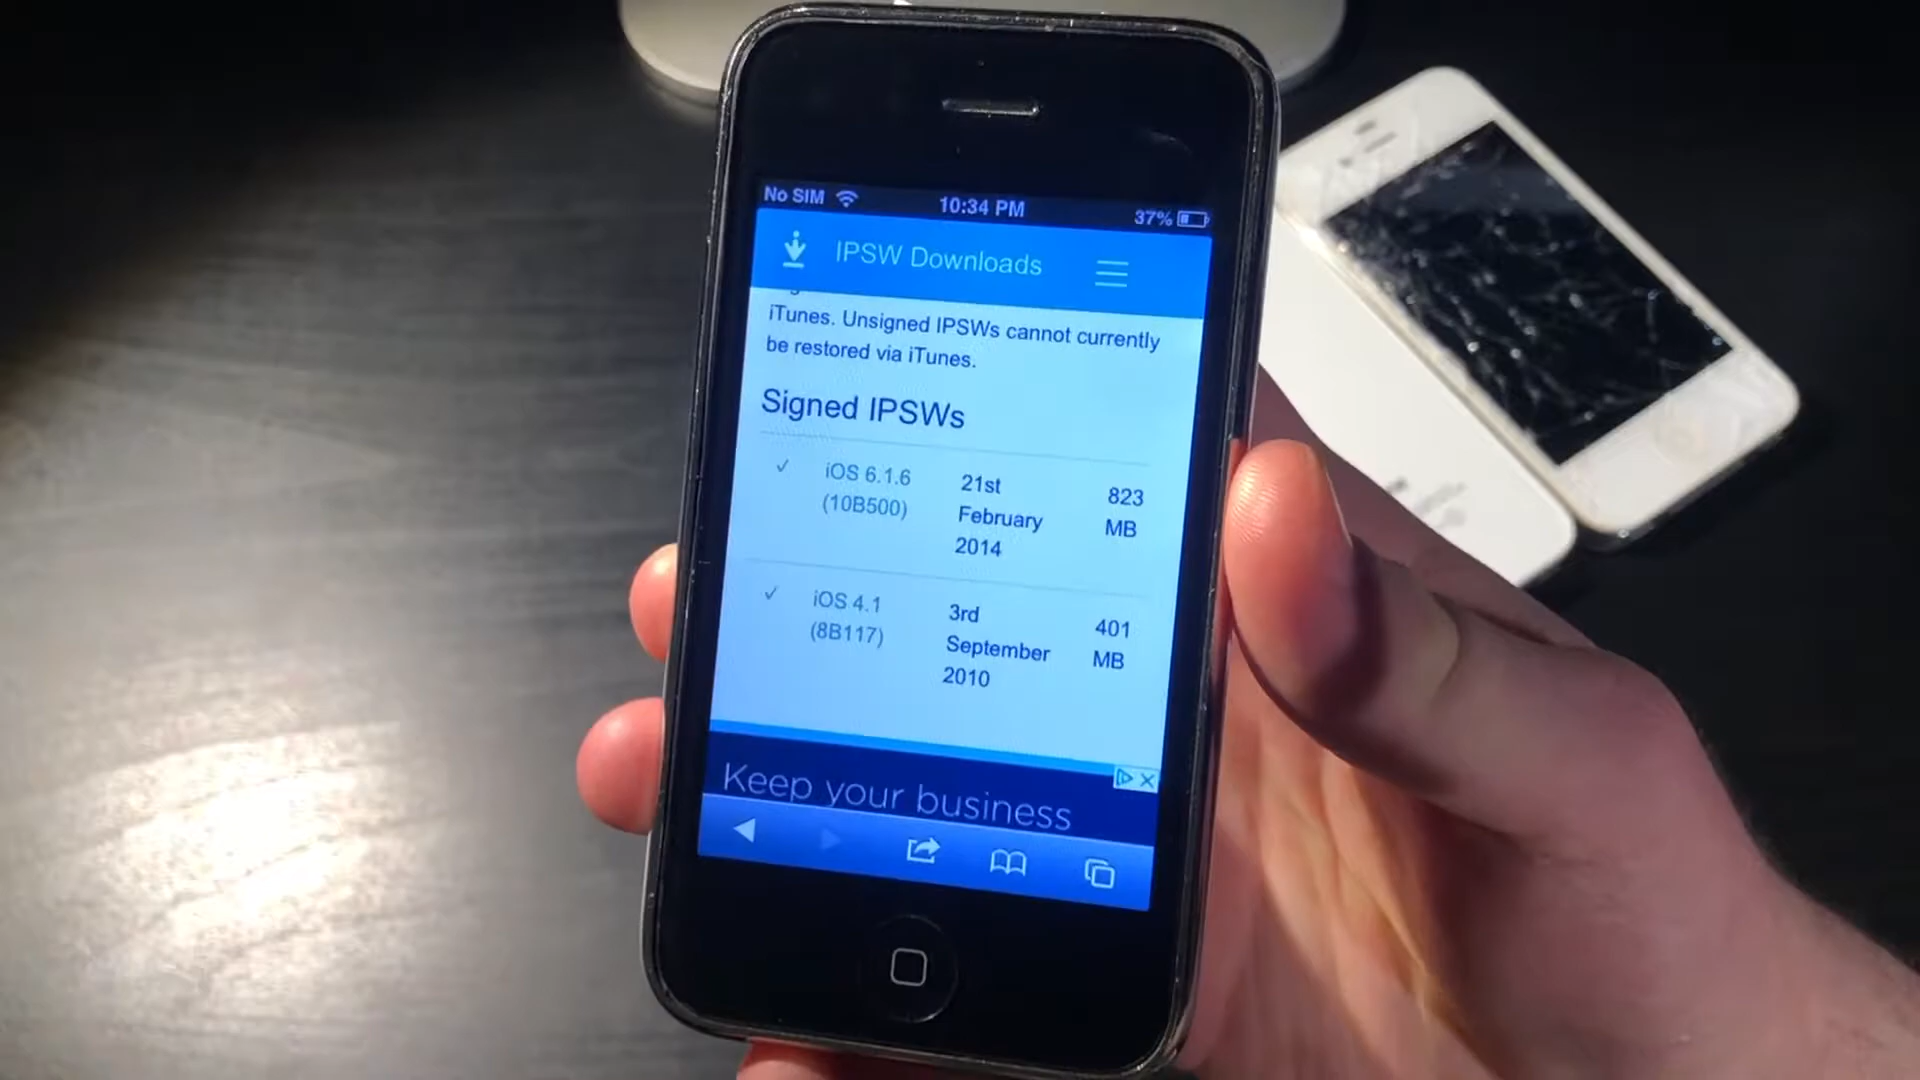 No SIM 10:34 PM 37%
IPSW Downloads
iTunes. Unsigned IPSWs cannot currently
be restored via iTunes.
Signed IPSWs
✓ iOS 6.1.6 21st 823
(10B500) February MB
2014
✓ iOS 4.1 3rd 401
(8B117) September MB
2010
Keep your business